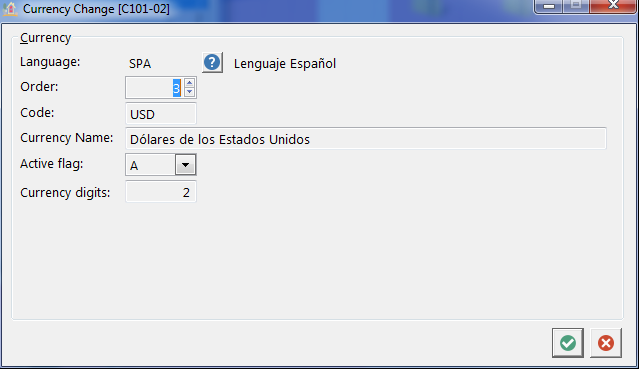 Currency Change [C101-02]
Currency
Language: SPA ? Lenguaje Español
Order: 3
Code: USD
Currency Name: Dólares de los Estados Unidos
Active flag: A
Currency digits: 2